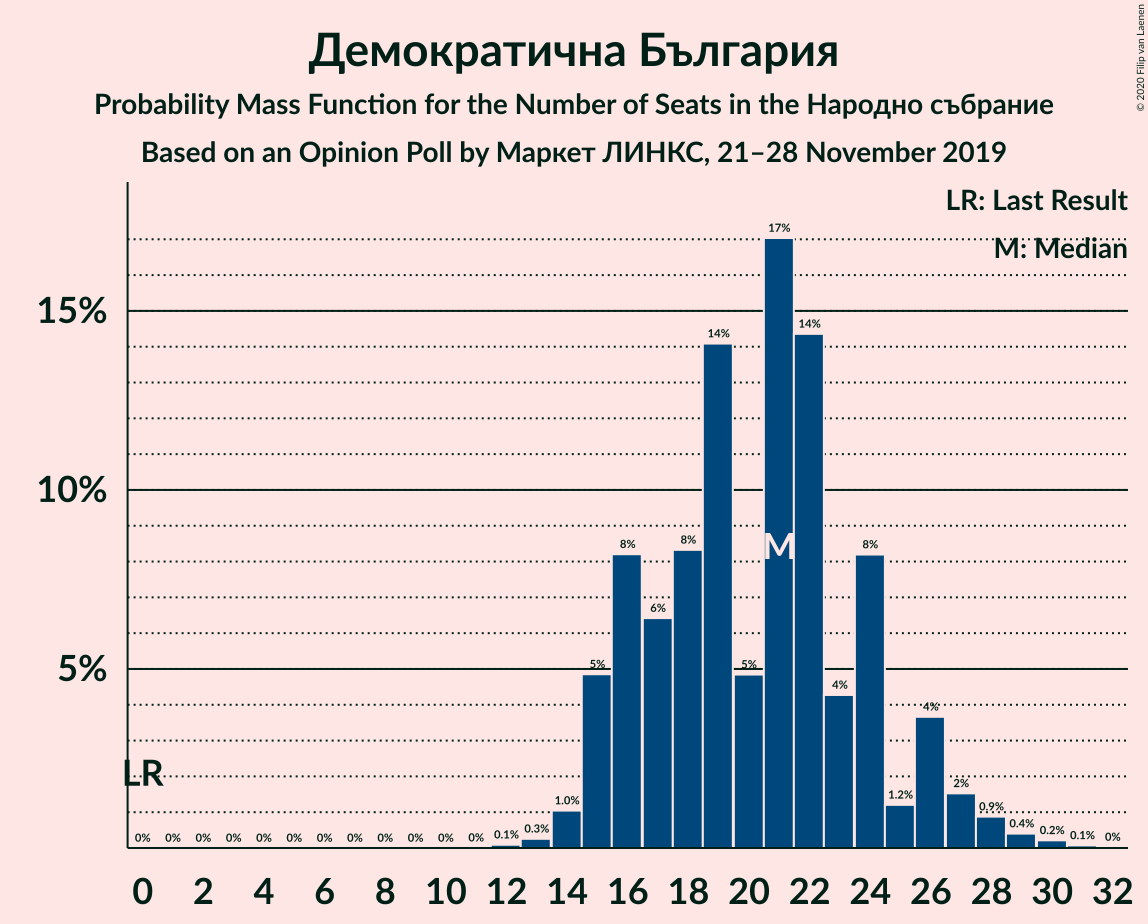 Демократична България
Probability Mass Function for the Number of Seats in the Народно събрание
Based on an Opinion Poll by Маркет ЛИНКС, 21–28 November 2019
© 2020 Filip van Laenen
LR: Last Result
M: Median
15%
10%
5%
LR
M
0% 0% 0% 0% 0% 0% 0% 0% 0% 0% 0% 0% 0.1% 0.3% 1.0% 5% 8% 6% 8% 14% 5% 17% 14% 4% 8% 1.2% 4% 2% 0.9% 0.4% 0.2% 0.1% 0%
0 2 4 6 8 10 12 14 16 18 20 22 24 26 28 30 32